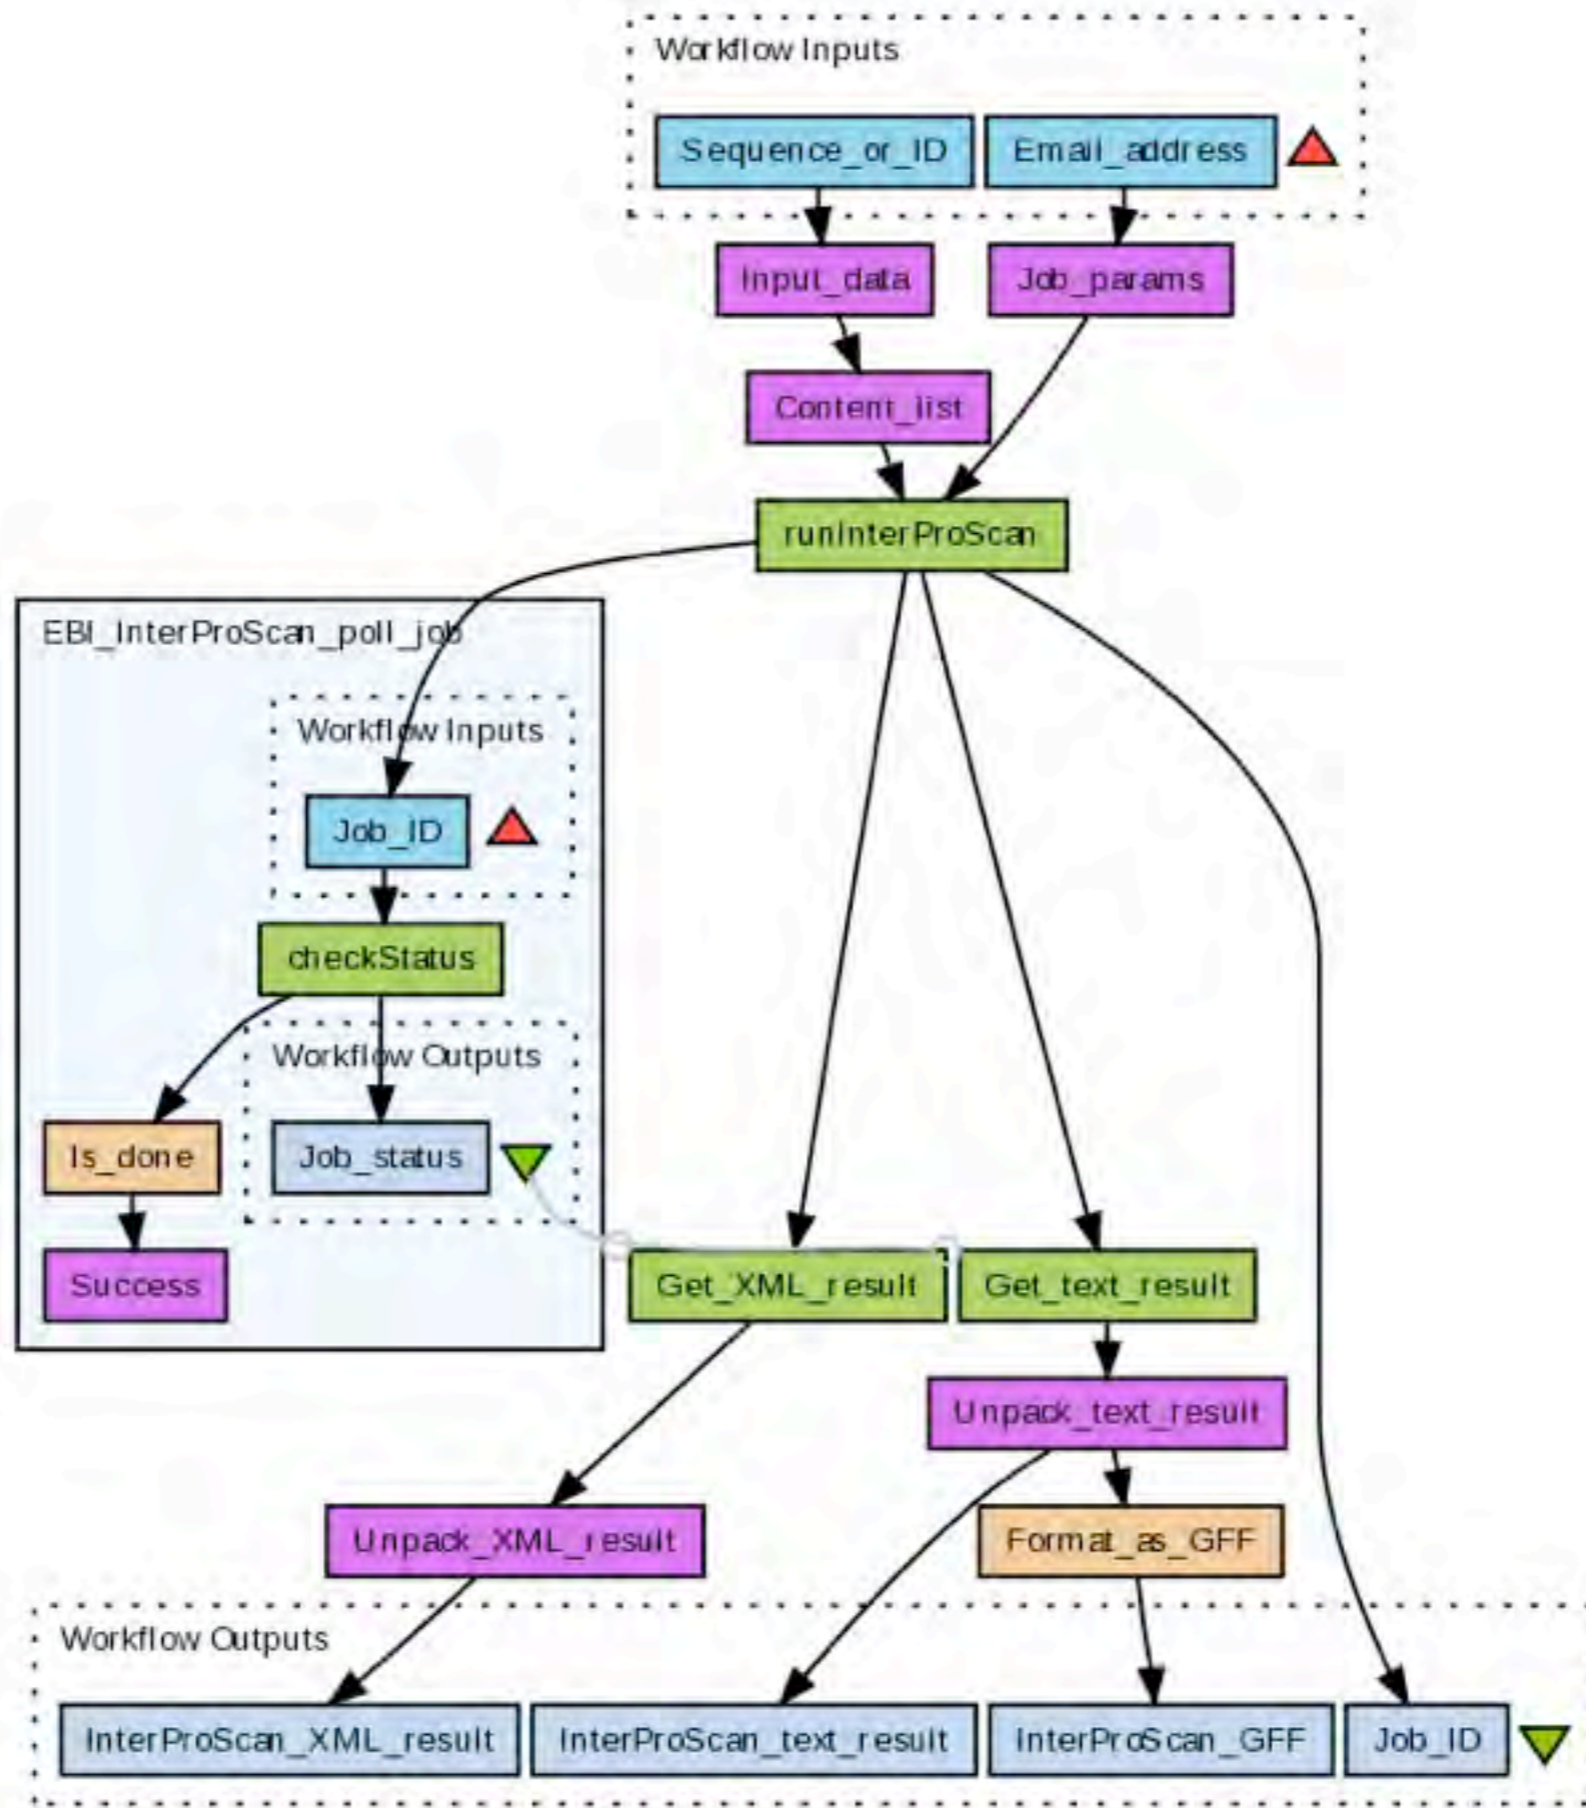 Workflow Inputs
Sequence_or_ID
Email_address
Input_data
Job_params
Content_list
runInterProScan
EBI_InterProScan_poll_job
Workflow Inputs
Job_ID
checkStatus
Workflow Outputs
Is_done
Job_status
Success
Get_XML_result
Get_text_result
Unpack_text_result
Unpack_XML_result
Format_as_GFF
Workflow Outputs
InterProScan_XML_result
InterProScan_text_result
InterProScan_GFF
Job_ID